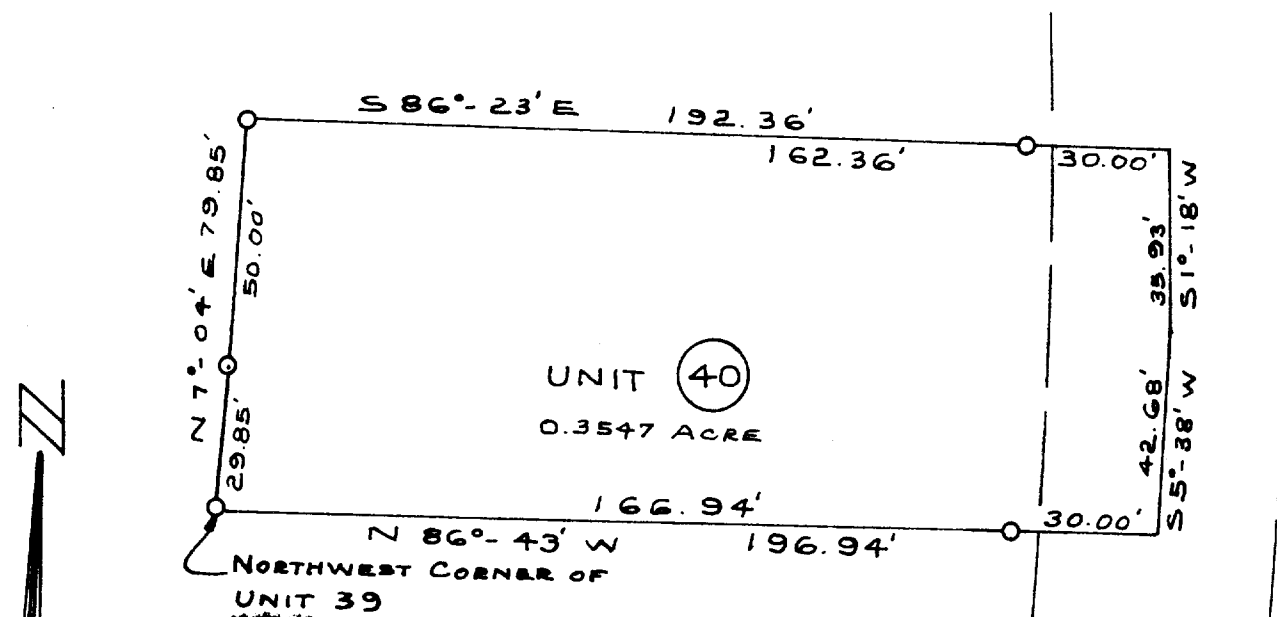 S 86°-23' E 192.36'
162.36' 30.00'
N 7°-04' E 79.85'
50.00'
29.85'
35.93' S 1°-18' W
42.68' S 5°-38' W
UNIT 40
0.3547 ACRE
166.94' 30.00'
N 86°-43' W 196.94'
NORTHWEST CORNER OF
UNIT 39
N